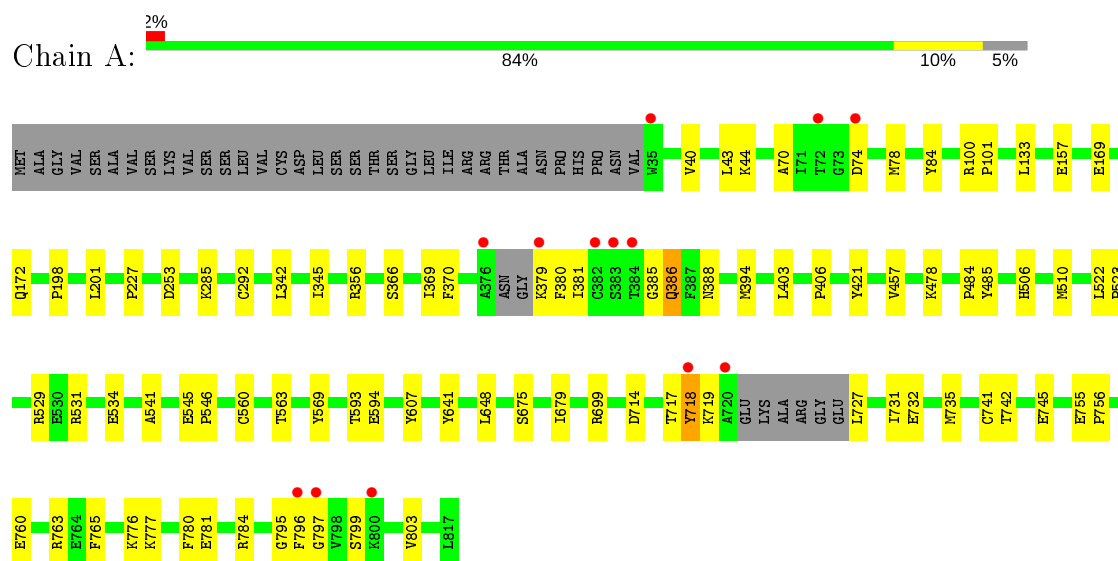 2%
Chain A:
84% 10% 5%
MET ALA GLY VAL SER ALA VAL SER LYS VAL SER SER LEU VAL CYS ASP LEU SER SER THR SER GLY LEU ILE ARG ARG THR ALA ASN PRO HIS PRO ASN VAL W35 V40 L43 K44 A70 I71 T72 G73 D74 M78 Y84 R100 P101 L133 E157 E169
Q172 P198 L201 P227 D253 K285 C292 L342 I345 R356 S366 I369 F370 A376 ASN GLY K379 F380 I381 C382 S383 T384 G385 Q386 F387 N388 M394 L403 P406 Y421 V457 K478 P484 Y485 H506 M510 L522 P523
R529 E530 R531 E534 A541 E545 P546 C560 T563 Y569 T593 E594 Y607 Y641 L648 S675 I679 R699 D714 T717 Y718 K719 A720 GLU LYS ALA ARG GLY GLU L727 I731 E732 M735 C741 T742 E745 E755 P756
E760 R763 E764 F765 K776 K777 F780 E781 R784 G795 F796 G797 V798 S799 K800 V803 L817